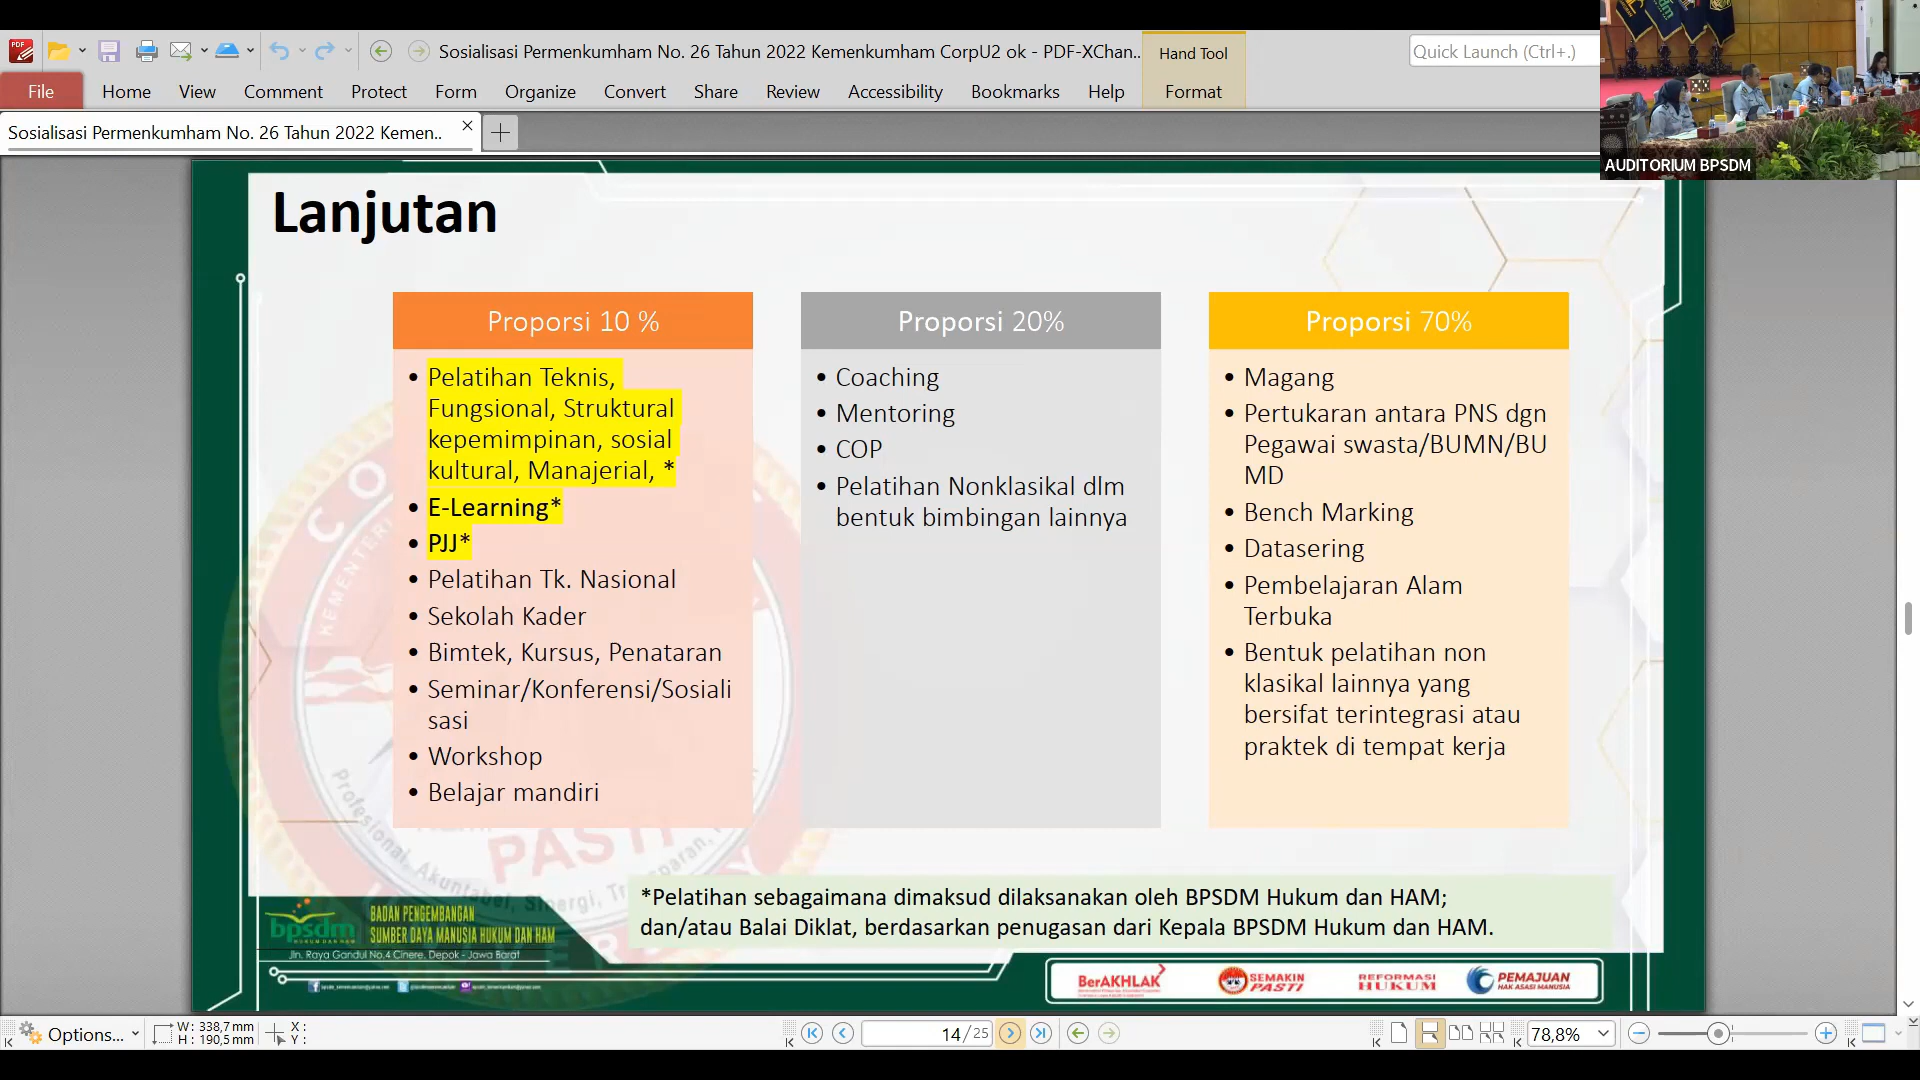 Sosialisasi Permenkumham No. 26 Tahun 2022 Kemenkumham CorpU2 ok - PDF-XChan...
Hand Tool
Quick Launch (Ctrl+.)
File
Home
View
Comment
Protect
Form
Organize
Convert
Share
Review
Accessibility
Bookmarks
Help
Format
Sosialisasi Permenkumham No. 26 Tahun 2022 Kemen..
AUDITORIUM BPSDM
Lanjutan
Proporsi 10 %
• Pelatihan Teknis,
Fungsional, Struktural
kepemimpinan, sosial
kultural, Manajerial, *
• E-Learning*
• PJJ*
• Pelatihan Tk. Nasional
• Sekolah Kader
• Bimtek, Kursus, Penataran
• Seminar/Konferensi/Sosiali
sasi
• Workshop
• Belajar mandiri
Proporsi 20%
• Coaching
• Mentoring
• COP
• Pelatihan Nonklasikal dlm
bentuk bimbingan lainnya
Proporsi 70%
• Magang
• Pertukaran antara PNS dgn
Pegawai swasta/BUMN/BU
MD
• Bench Marking
• Datasering
• Pembelajaran Alam
Terbuka
• Bentuk pelatihan non
klasikal lainnya yang
bersifat terintegrasi atau
praktek di tempat kerja
*Pelatihan sebagaimana dimaksud dilaksanakan oleh BPSDM Hukum dan HAM;
dan/atau Balai Diklat, berdasarkan penugasan dari Kepala BPSDM Hukum dan HAM.
bpsdm
HUKUM DAN HAM
BADAN PENGEMBANGAN
SUMBER DAYA MANUSIA HUKUM DAN HAM
Jln. Raya Gandul No.4 Cinere, Depok - Jawa Barat
BerAKHLAK
SEMAKIN
PASTI
REFORMASI
HUKUM
PEMAJUAN
HAK ASASI MANUSIA
PASTI
Options...
W: 338,7 mm
H: 190,5 mm
X :
Y :
14 / 25
78,8%